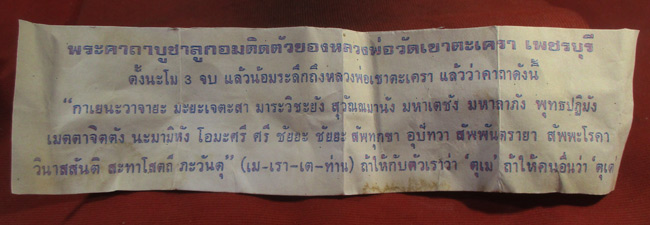 พระคาถาบูชาลูกอมติดตัวของหลวงพ่อวัดเขาตะเครา เพชรบุรี
ตั้งนะโม 3 จบ แล้วน้อมระลึกถึงหลวงพ่อเขาตะเครา แล้วว่าคาถาดังนี้
“กาเยนะวาจายะ มะยะเจตะสา มาระวิชะยัง สุวัณณมานัง มหาเตชัง มหาลาภัง พุทธปฏิมัง
เมตตาจิตตัง นะมามิหัง โอมะศรี ศรี ชัยยะ ชัยยะ สัพทุกขา อุปัททวา สัพพันตรายา สัพพะโรคา
วินาสสันติ สะทาโสตถี ภะวันตุ” (เม-เรา-เต-ท่าน) ถ้าให้กับตัวเราว่า ‘ตุเม’ ถ้าให้คนอื่นว่า ‘ตุเต’